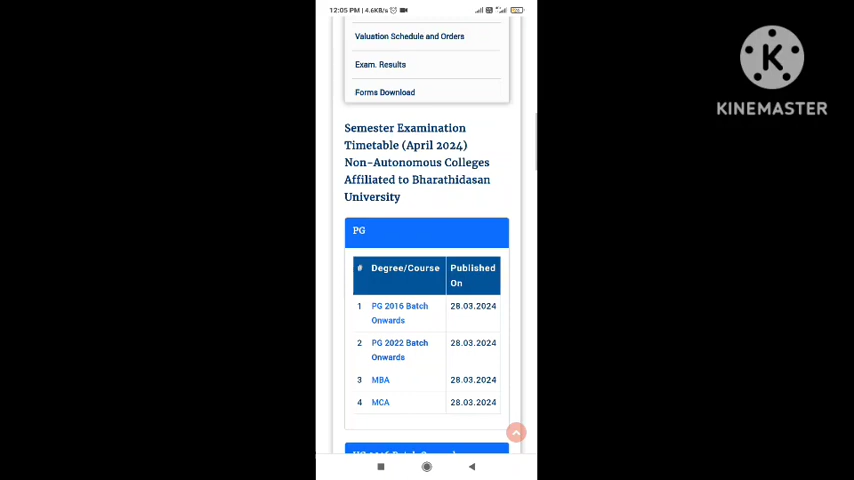 12:05 PM | 4.6KB/s
Valuation Schedule and Orders
Exam. Results
Forms Download
KINEMASTER
Semester Examination
Timetable (April 2024)
Non-Autonomous Colleges
Affiliated to Bharathidasan
University
PG
# Degree/Course Published
On
1 PG 2016 Batch 28.03.2024
Onwards
2 PG 2022 Batch 28.03.2024
Onwards
3 MBA 28.03.2024
4 MCA 28.03.2024